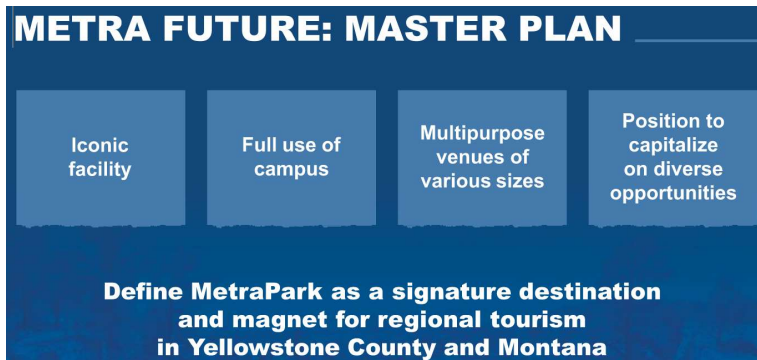 METRA FUTURE: MASTER PLAN
Iconic
facility
Full use of
campus
Multipurpose
venues of
various sizes
Position to
capitalize
on diverse
opportunities
Define MetraPark as a signature destination
and magnet for regional tourism
in Yellowstone County and Montana